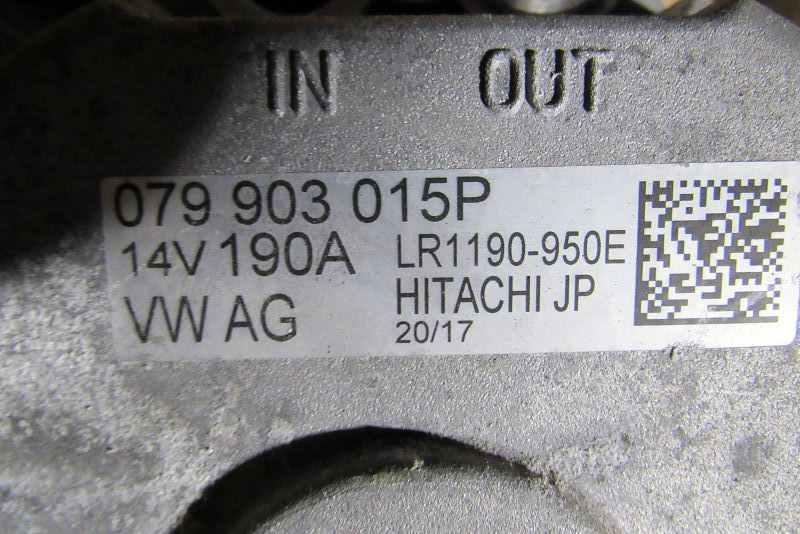 IN OUT
079 903 015P
14V 190A LR1190-950E
VW AG HITACHI JP
20/17